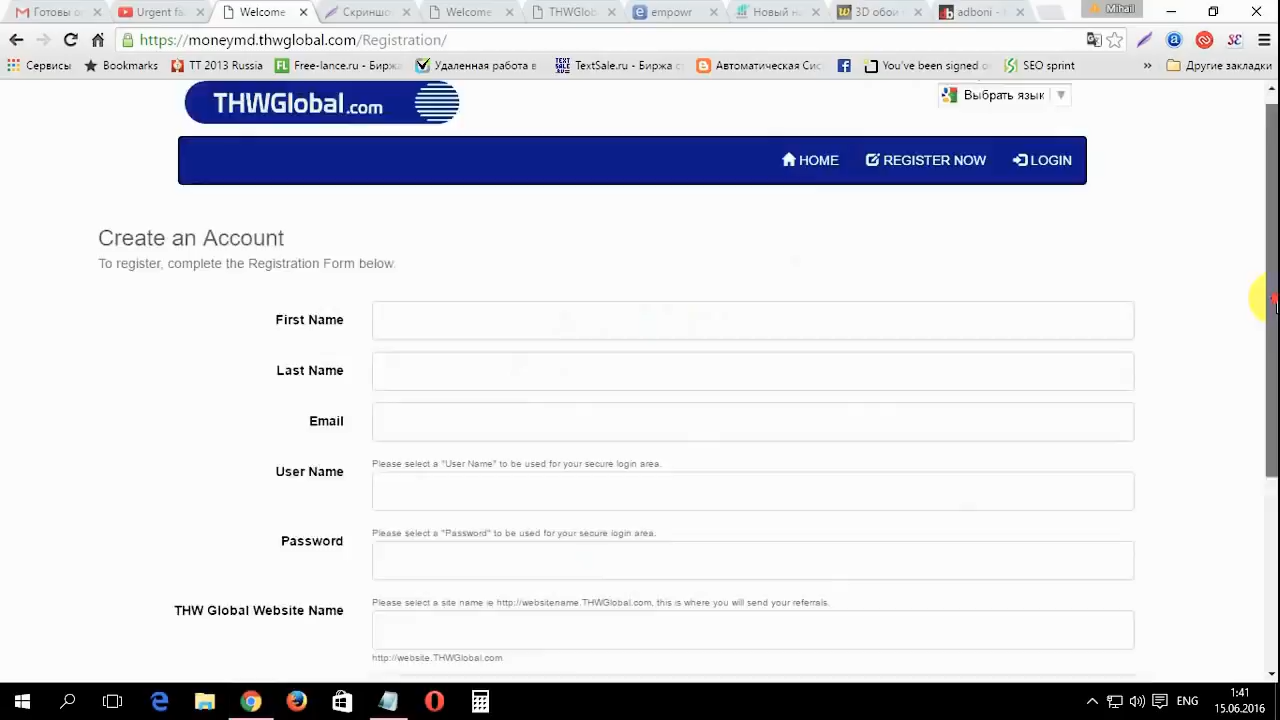 Готовы о
Urgent fa
Welcome
Скриншо
Welcome
THWGlo
empowr
Новый н
3D обои
adboni -
Mihail
https://moneymd.thwglobal.com/Registration/
Сервисы
Bookmarks
TT 2013 Russia
Free-lance.ru - Бирж
Удаленная работа в
TextSale.ru - Биржа с
Автоматическая Сис
You've been signed o
SEO sprint
»
Другие закладки
THWGlobal.com
Выбрать язык
HOME
REGISTER NOW
LOGIN
Create an Account
To register, complete the Registration Form below.
First Name
Last Name
Email
Please select a "User Name" to be used for your secure login area.
User Name
Please select a "Password" to be used for your secure login area.
Password
Please select a site name ie http://websitename.THWGlobal.com, this is where you will send your referrals.
THW Global Website Name
http://website.THWGlobal.com
ENG
1:41
15.06.2016